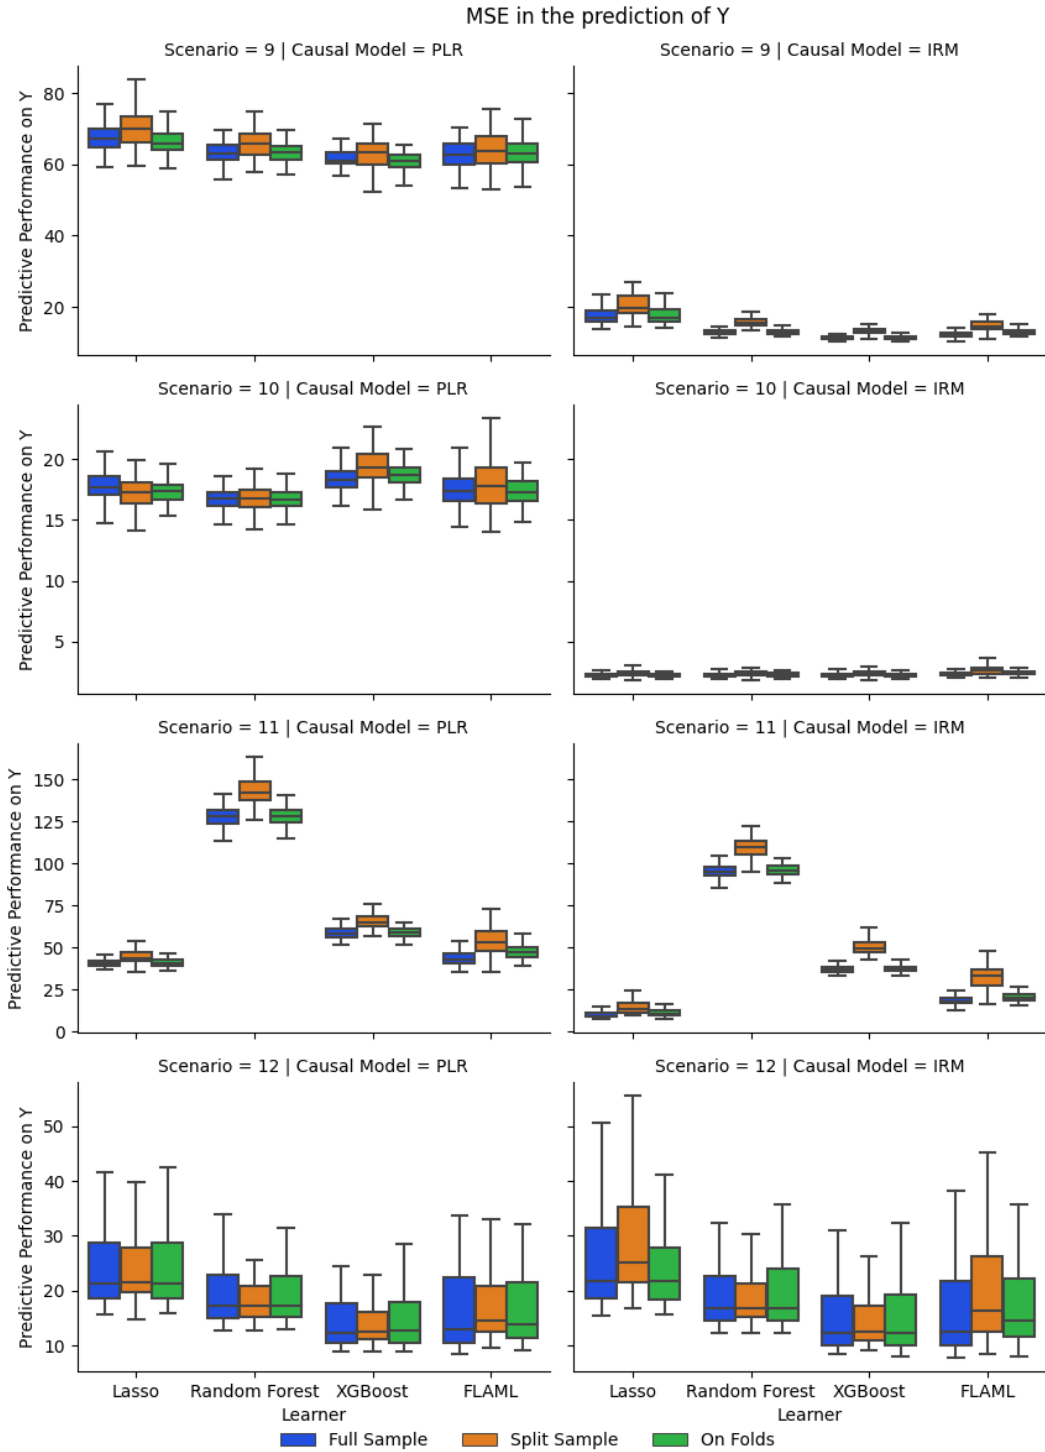 MSE in the prediction of Y
Scenario = 9 | Causal Model = PLR
Scenario = 9 | Causal Model = IRM
Predictive Performance on Y
80
60
40
20
Scenario = 10 | Causal Model = PLR
Scenario = 10 | Causal Model = IRM
Predictive Performance on Y
20
15
10
5
Scenario = 11 | Causal Model = PLR
Scenario = 11 | Causal Model = IRM
Predictive Performance on Y
150
125
100
75
50
25
0
Scenario = 12 | Causal Model = PLR
Scenario = 12 | Causal Model = IRM
Predictive Performance on Y
50
40
30
20
10
Lasso Random Forest XGBoost FLAML
Lasso Random Forest XGBoost FLAML
Learner
Learner
Full Sample Split Sample On Folds